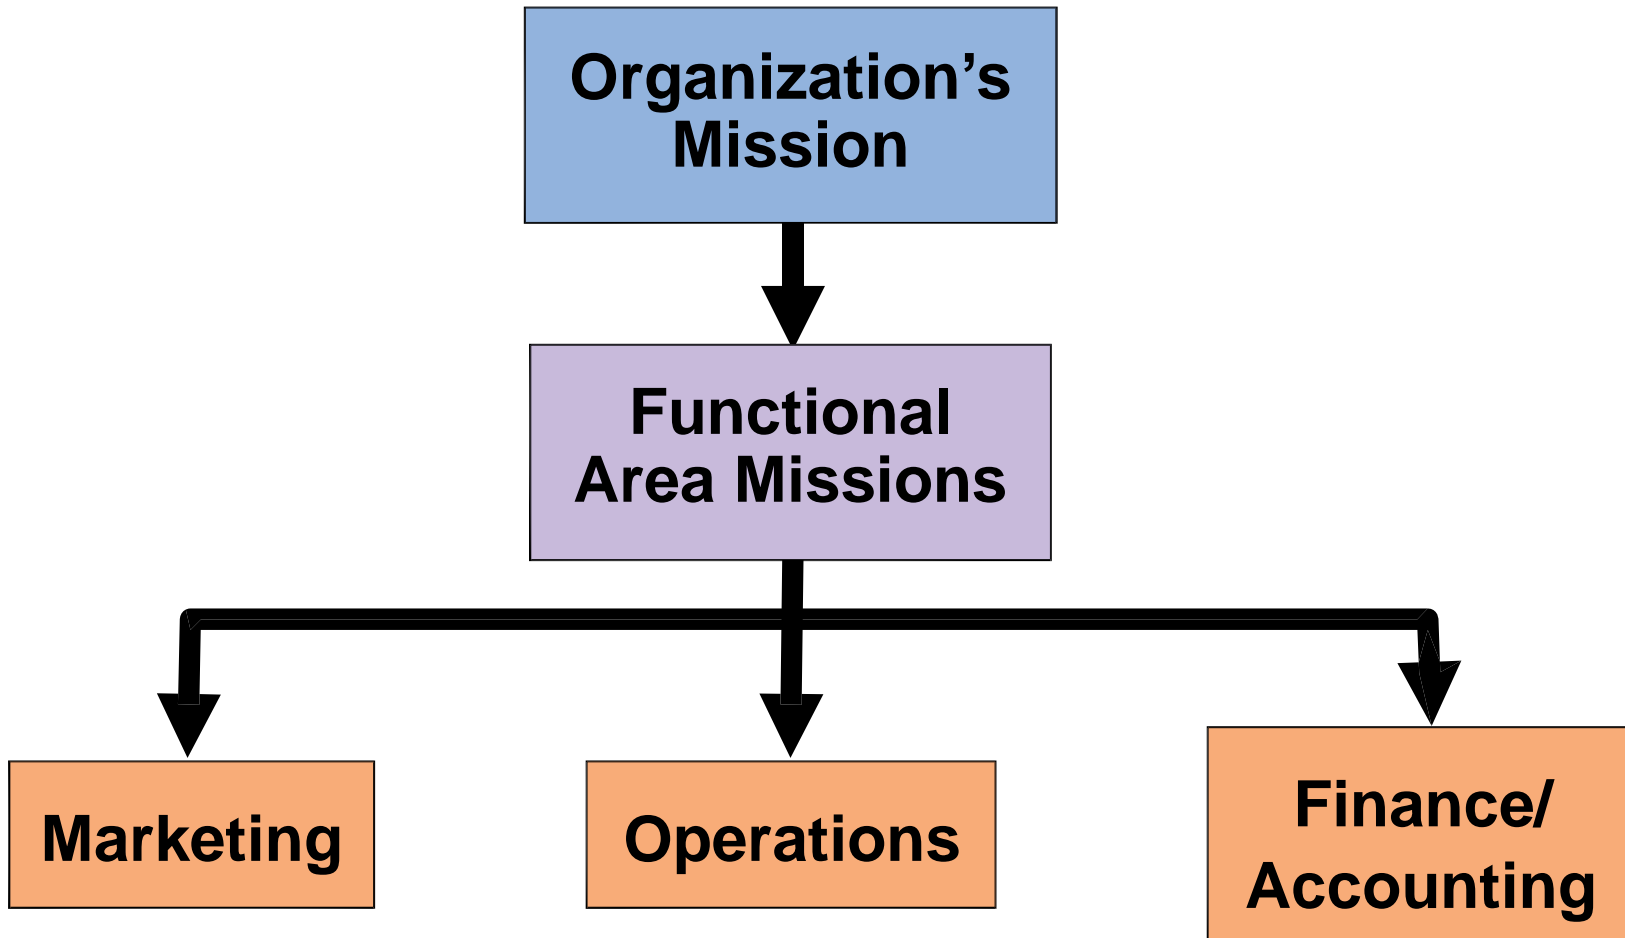 Organization’s
Mission
Functional
Area Missions
Marketing
Operations
Finance/
Accounting